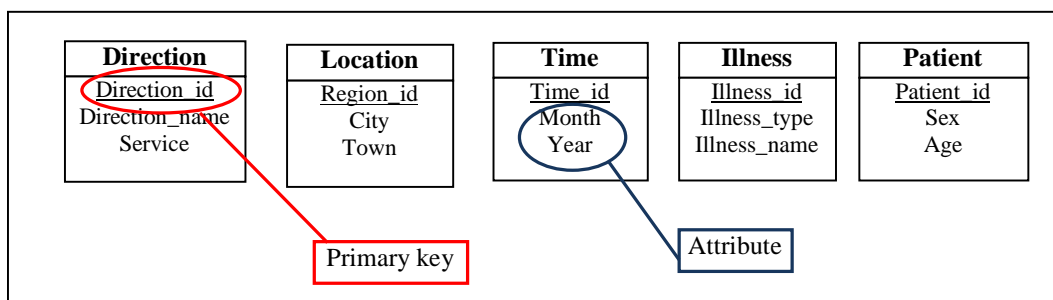 Direction
Direction_id
Direction_name
Service
Location
Region_id
City
Town
Time
Time_id
Month
Year
Illness
Illness_id
Illness_type
Illness_name
Patient
Patient_id
Sex
Age
Primary key
Attribute